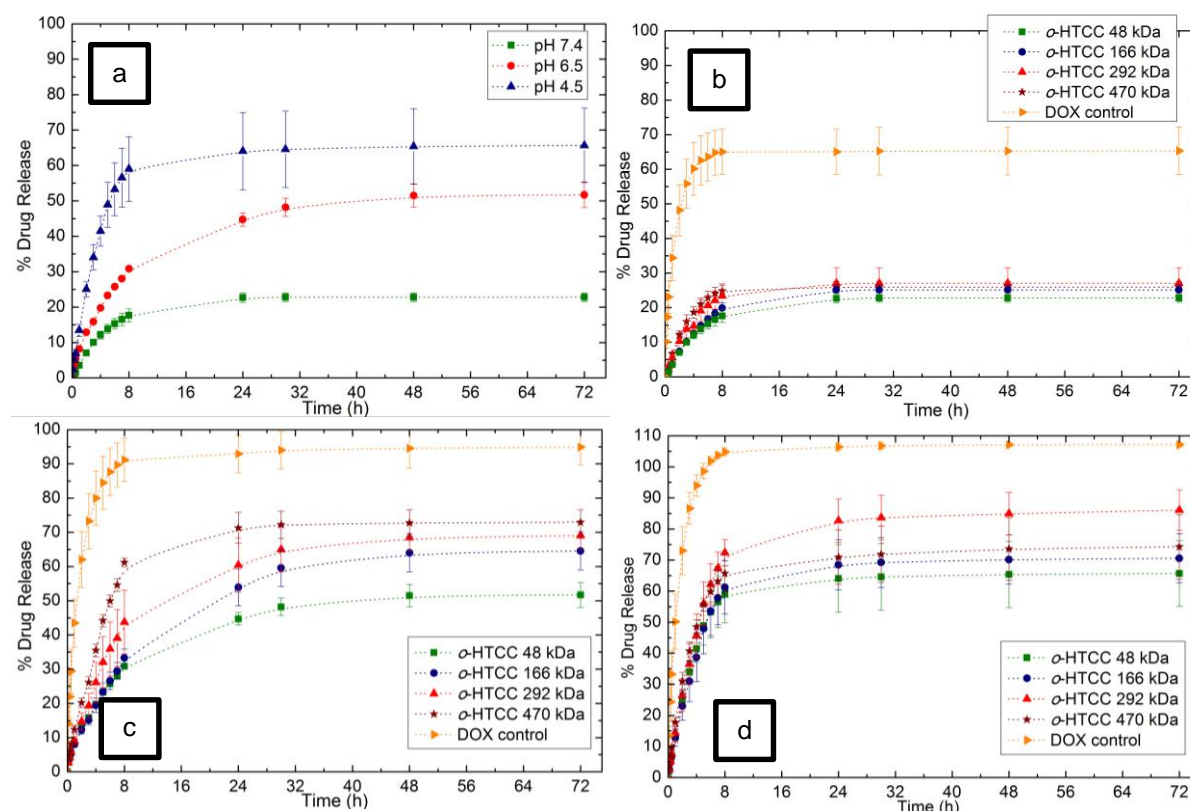 100
90
80
70
60
50
40
30
20
10
0
% Drug Release
a
pH 7.4
pH 6.5
pH 4.5
0 8 16 24 32 40 48 56 64 72
Time (h)
100
90
80
70
60
50
40
30
20
10
0
% Drug Release
b
o-HTCC 48 kDa
o-HTCC 166 kDa
o-HTCC 292 kDa
o-HTCC 470 kDa
DOX control
0 8 16 24 32 40 48 56 64 72
Time (h)
100
90
80
70
60
50
40
30
20
10
0
% Drug Release
c
o-HTCC 48 kDa
o-HTCC 166 kDa
o-HTCC 292 kDa
o-HTCC 470 kDa
DOX control
0 8 16 24 32 40 48 56 64 72
Time (h)
110
100
90
80
70
60
50
40
30
20
10
0
% Drug Release
d
o-HTCC 48 kDa
o-HTCC 166 kDa
o-HTCC 292 kDa
o-HTCC 470 kDa
DOX control
0 8 16 24 32 40 48 56 64 72
Time (h)